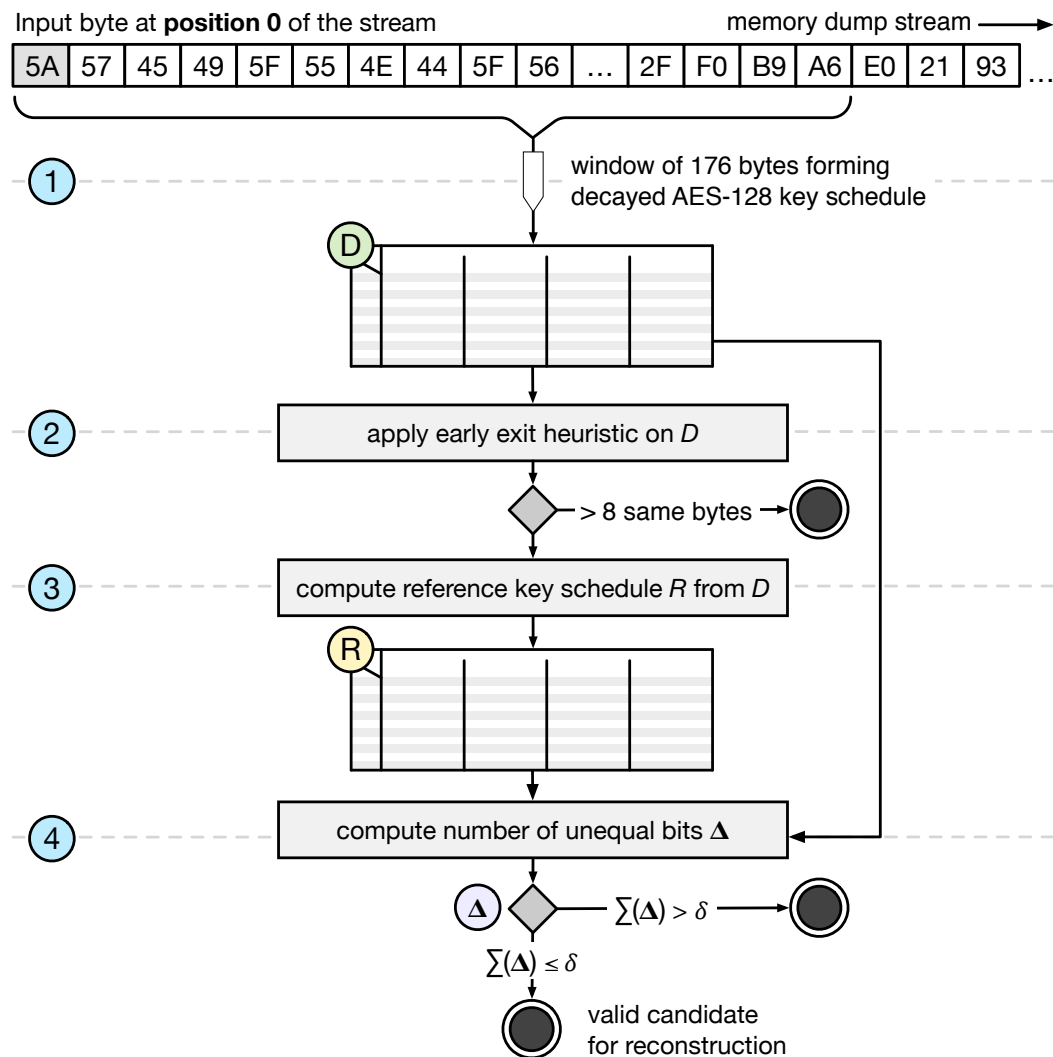 Input byte at position 0 of the stream
memory dump stream
5A 57 45 49 5F 55 4E 44 5F 56 ... 2F F0 B9 A6 E0 21 93 ...
1
window of 176 bytes forming
decayed AES-128 key schedule
D
2
apply early exit heuristic on D
> 8 same bytes
3
compute reference key schedule R from D
R
4
compute number of unequal bits Δ
Δ
∑(Δ) > δ
∑(Δ) ≤ δ
valid candidate
for reconstruction